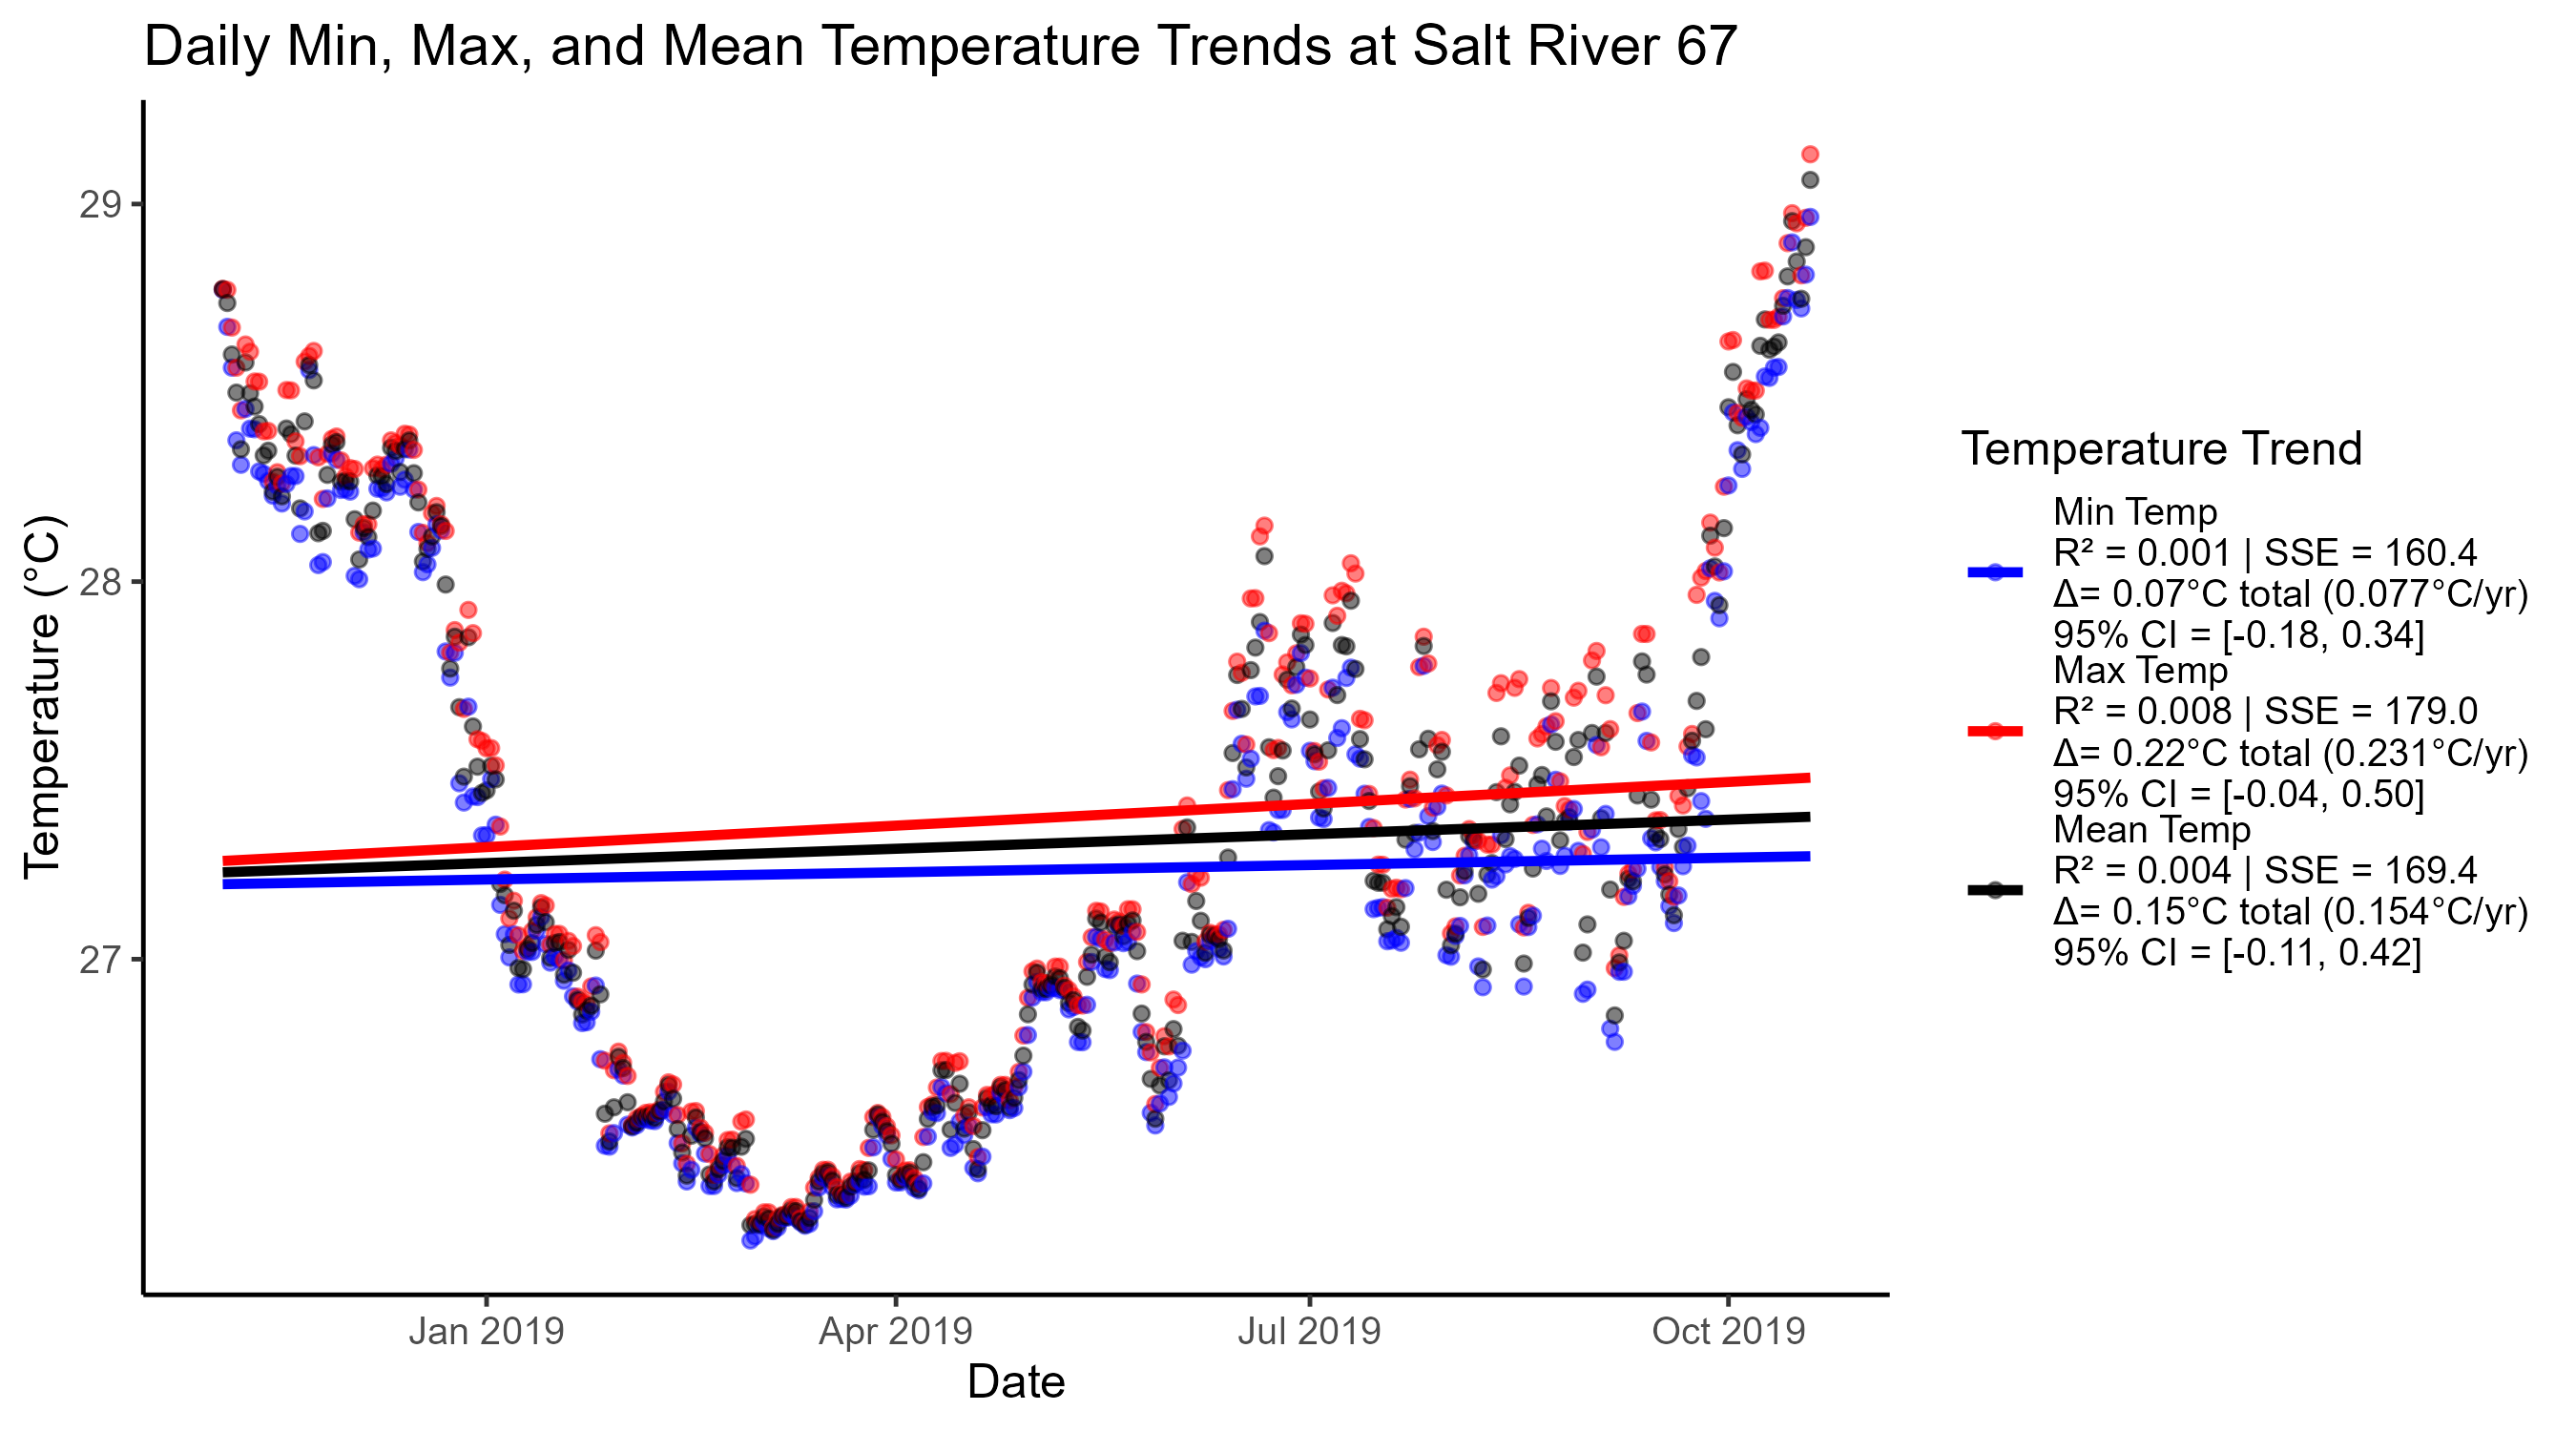 Daily Min, Max, and Mean Temperature Trends at Salt River 67
Temperature (°C)
29
28
27
Jan 2019
Apr 2019
Jul 2019
Oct 2019
Date
Temperature Trend
Min Temp
R² = 0.001 | SSE = 160.4
Δ= 0.07°C total (0.077°C/yr)
95% CI = [-0.18, 0.34]
Max Temp
R² = 0.008 | SSE = 179.0
Δ= 0.22°C total (0.231°C/yr)
95% CI = [-0.04, 0.50]
Mean Temp
R² = 0.004 | SSE = 169.4
Δ= 0.15°C total (0.154°C/yr)
95% CI = [-0.11, 0.42]